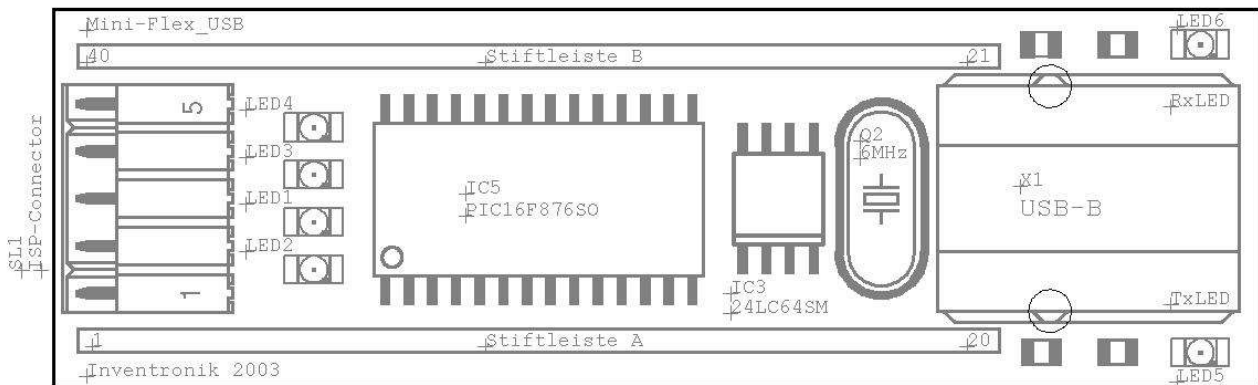 Mini-Flex_USB
LED6
40
Stiftleiste B
21
5
LED4
RxLED
Q2
6MHz
LED3
SL1
ISP-Connector
IC5
PIC16F876SO
X1
USB-B
LED1
LED2
1
IC3
24LC64SM
TxLED
1
Stiftleiste A
20
Inventronik 2003
LED5